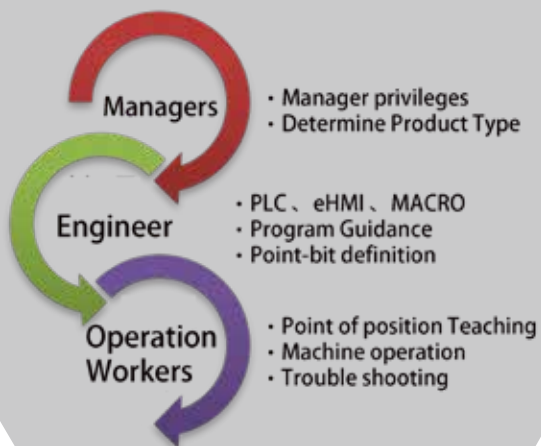 Managers
· Manager privileges
· Determine Product Type
Engineer
· PLC 、 eHMI 、 MACRO
· Program Guidance
· Point-bit definition
Operation
Workers
· Point of position Teaching
· Machine operation
· Trouble shooting